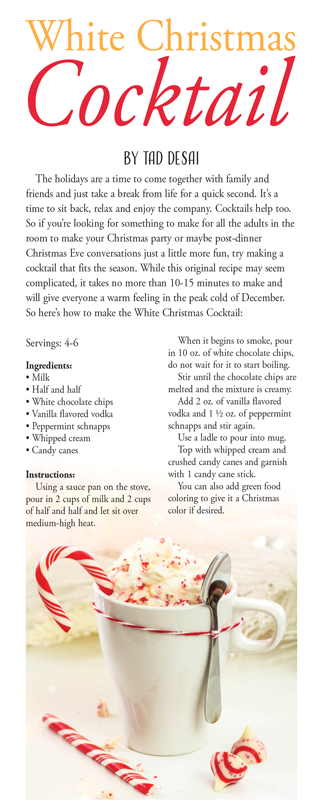 White Christmas
Cocktail
BY TAD DESAI
The holidays are a time to come together with family and
friends and just take a break from life for a quick second. It's a
time to sit back, relax and enjoy the company. Cocktails help too.
So if you're looking for something to make for all the adults in the
room to make your Christmas party or maybe post-dinner
Christmas Eve conversations just a little more fun, try making a
cocktail that fits the season. While this original recipe may seem
complicated, it takes no more than 10-15 minutes to make and
will give everyone a warm feeling in the peak cold of December.
So here's how to make the White Christmas Cocktail:
Servings: 4-6
Ingredients:
• Milk
• Half and half
• White chocolate chips
• Vanilla flavored vodka
• Peppermint schnapps
• Whipped cream
• Candy canes
Instructions:
Using a sauce pan on the stove,
pour in 2 cups of milk and 2 cups
of half and half and let sit over
medium-high heat.
When it begins to smoke, pour
in 10 oz. of white chocolate chips,
do not wait for it to start boiling.
Stir until the chocolate chips are
melted and the mixture is creamy.
Add 2 oz. of vanilla flavored
vodka and 1 ½ oz. of peppermint
schnapps and stir again.
Use a ladle to pour into mug.
Top with whipped cream and
crushed candy canes and garnish
with 1 candy cane stick.
You can also add green food
coloring to give it a Christmas
color if desired.